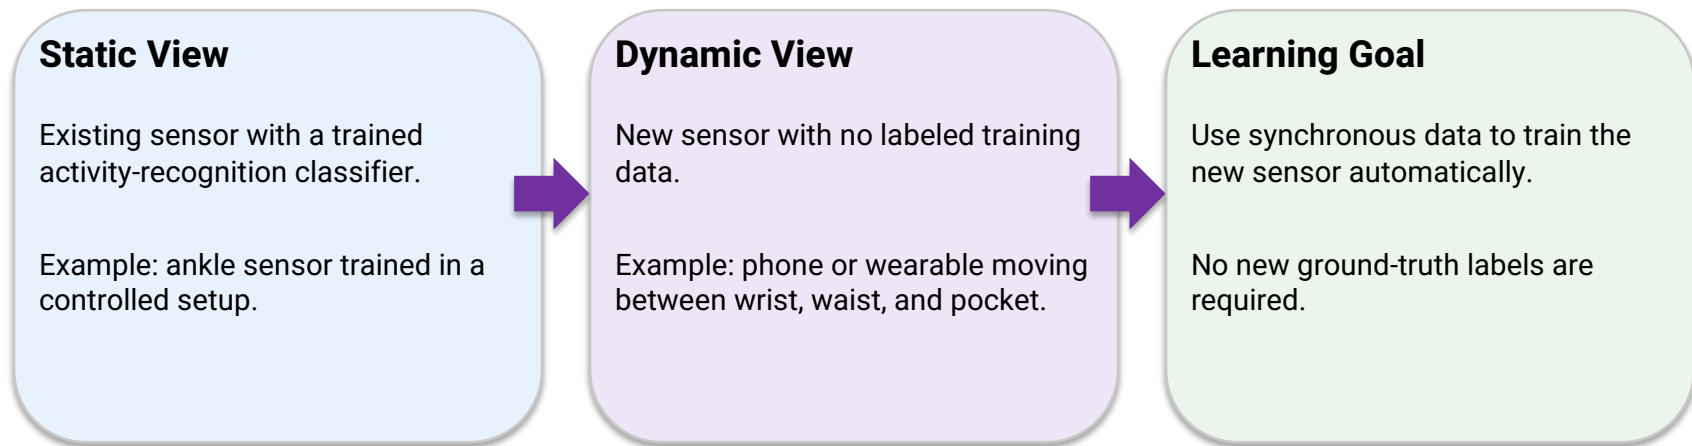 Static View
Existing sensor with a trained
activity-recognition classifier.
Example: ankle sensor trained in a
controlled setup.
Dynamic View
New sensor with no labeled training
data.
Example: phone or wearable moving
between wrist, waist, and pocket.
Learning Goal
Use synchronous data to train the
new sensor automatically.
No new ground-truth labels are
required.